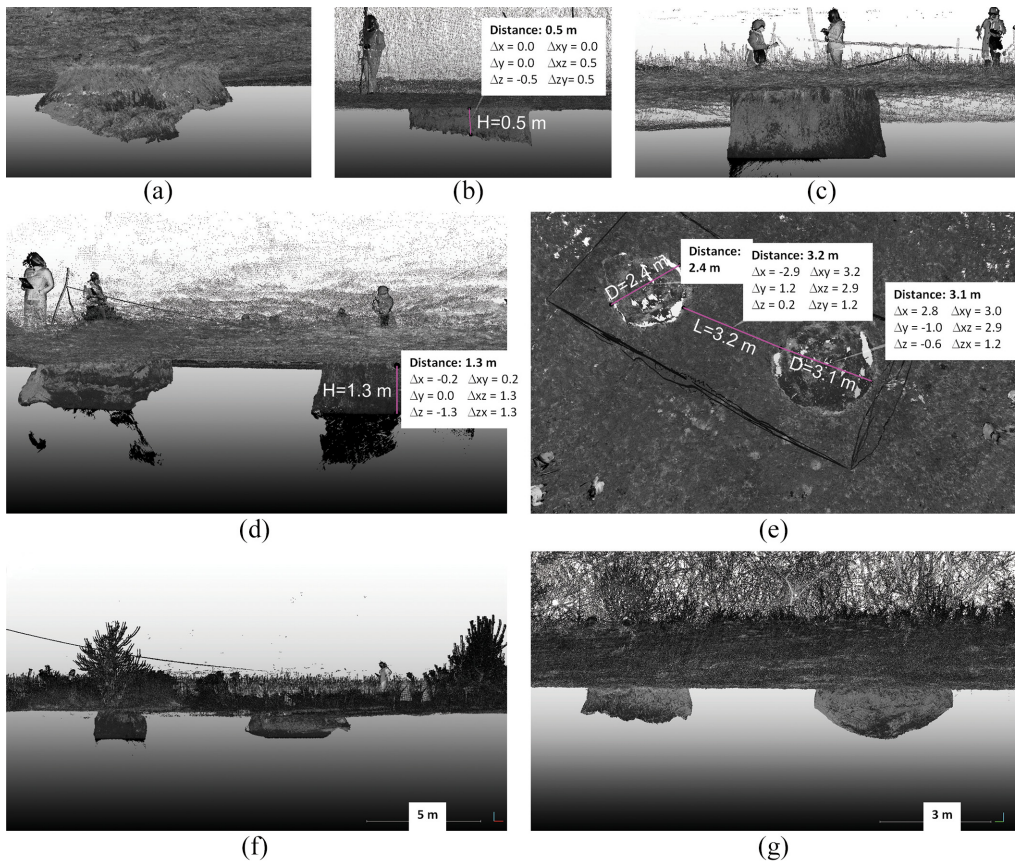 Distance: 0.5 m
Δx = 0.0 Δxy = 0.0
Δy = 0.0 Δxz = 0.5
Δz = -0.5 Δzy= 0.5
H=0.5 m
(a)
(b)
(c)
Distance: 1.3 m
Δx = -0.2 Δxy = 0.2
Δy = 0.0 Δxz = 1.3
Δz = -1.3 Δzx = 1.3
H=1.3 m
Distance:
2.4 m
D=2.4 m
Distance: 3.2 m
Δx = -2.9 Δxy = 3.2
Δy = 1.2 Δxz = 2.9
Δz = 0.2 Δzy = 1.2
Distance: 3.1 m
Δx = 2.8 Δxy = 3.0
Δy = -1.0 Δxz = 2.9
Δz = -0.6 Δzx = 1.2
L=3.2 m
D=3.1 m
(d)
(e)
5 m
3 m
(f)
(g)